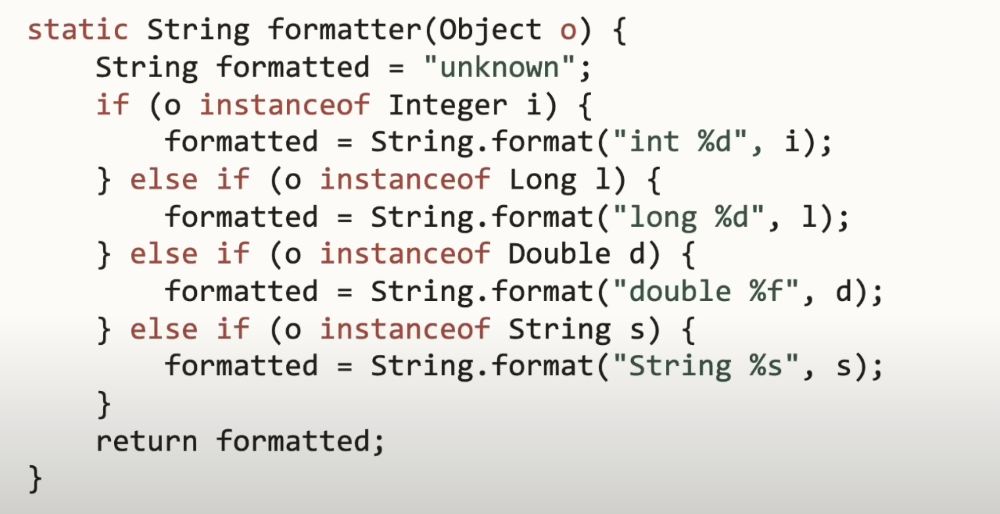 static String formatter(Object o) {
    String formatted = "unknown";
    if (o instanceof Integer i) {
        formatted = String.format("int %d", i);
    } else if (o instanceof Long l) {
        formatted = String.format("long %d", l);
    } else if (o instanceof Double d) {
        formatted = String.format("double %f", d);
    } else if (o instanceof String s) {
        formatted = String.format("String %s", s);
    }
    return formatted;
}